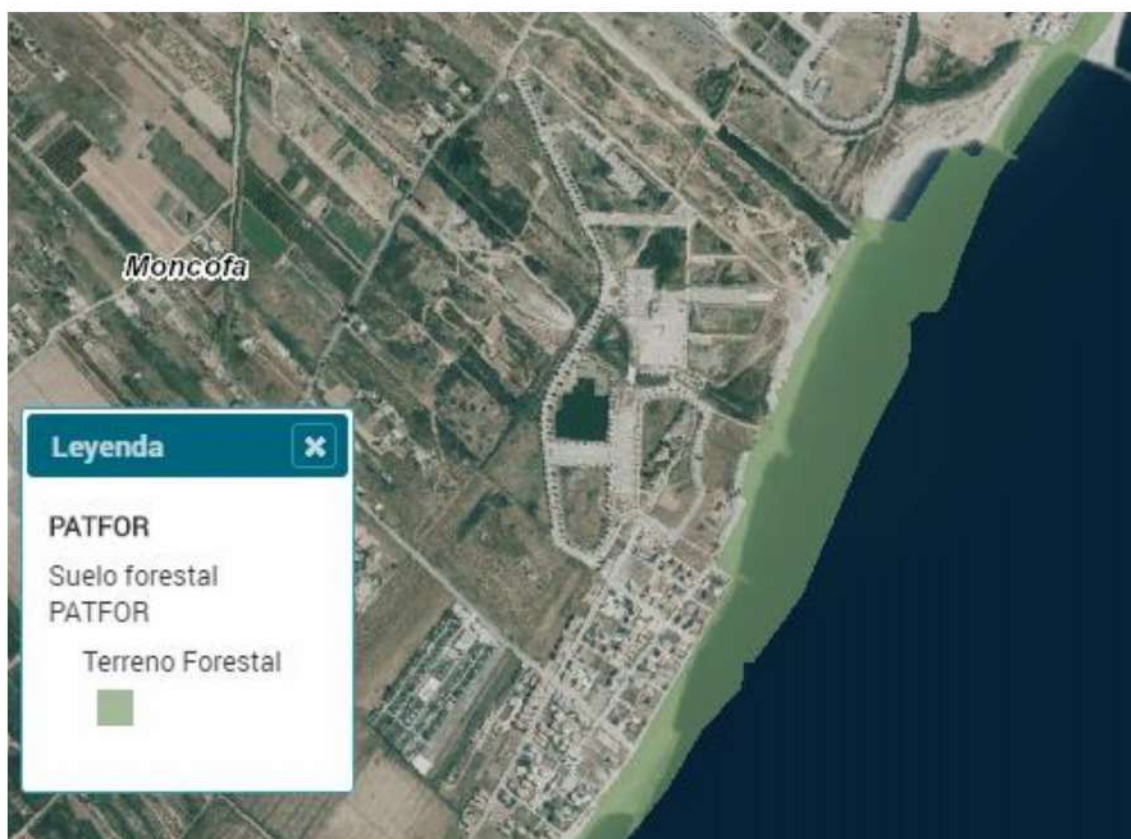 Moncofa
Leyenda
PATFOR
Suelo forestal
PATFOR
Terreno Forestal